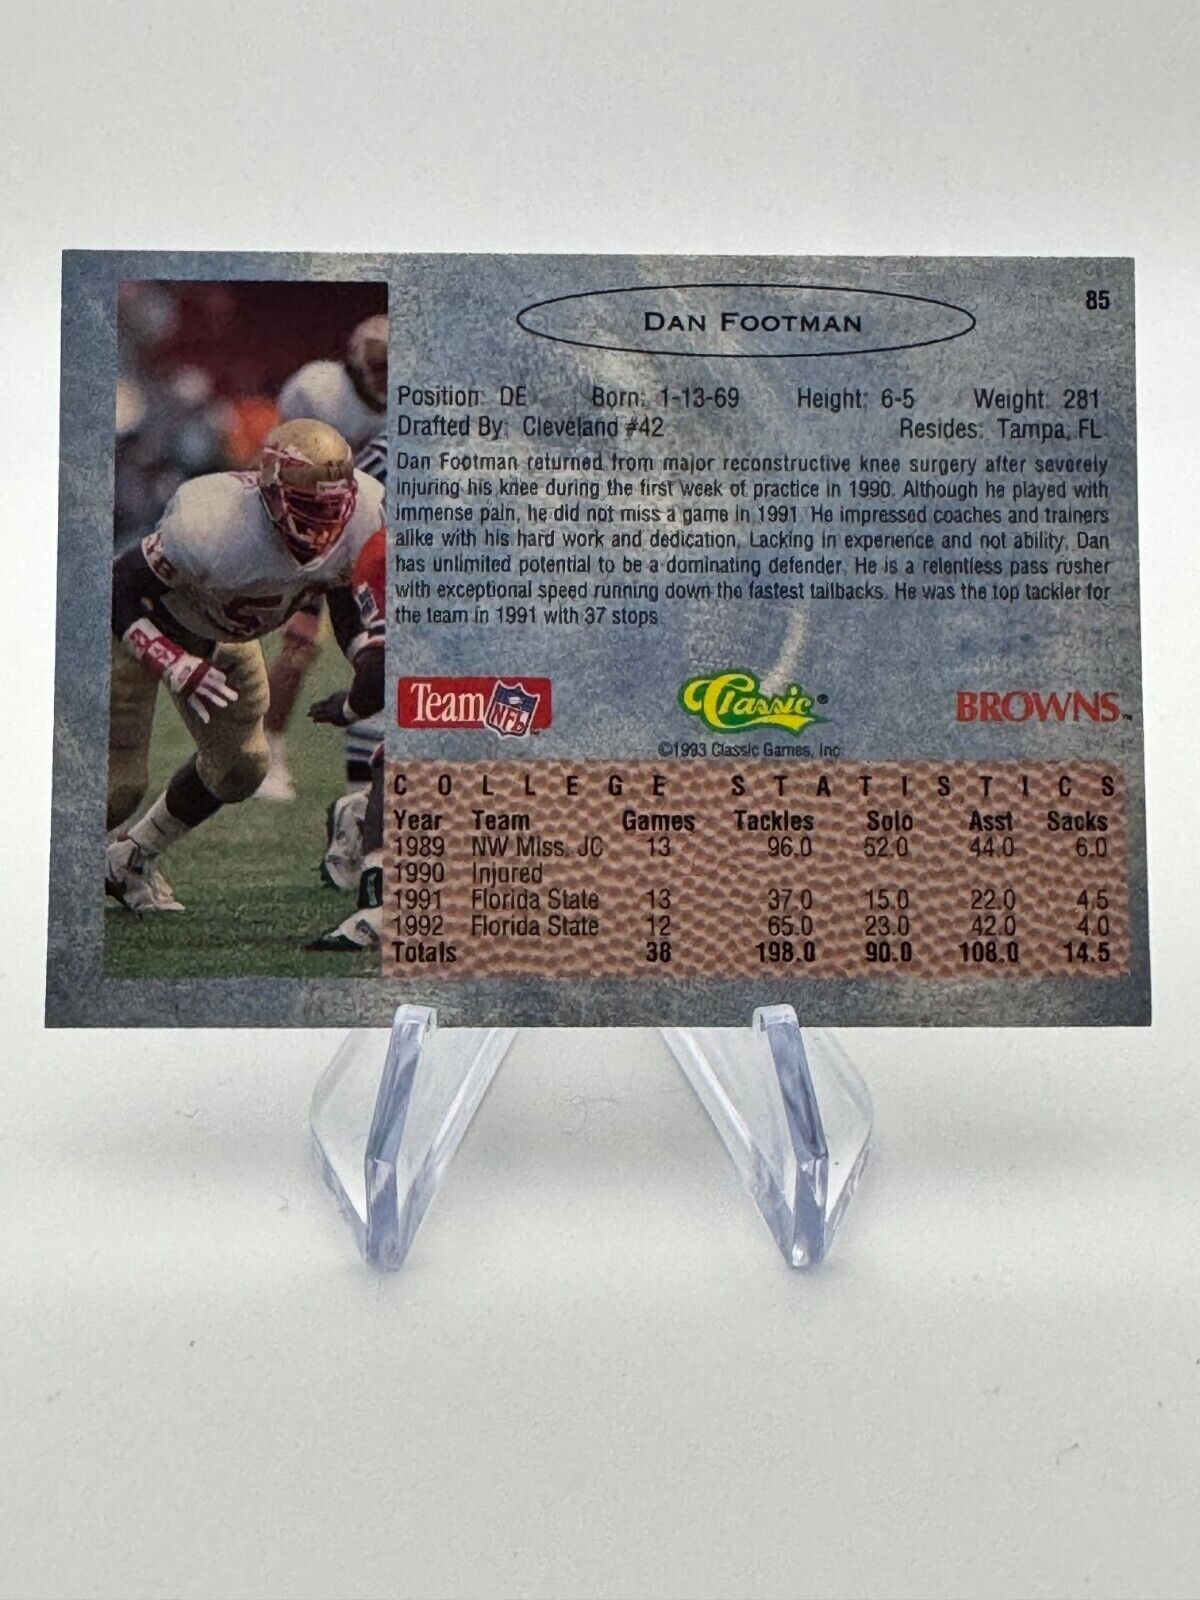 85
DAN FOOTMAN
Position: DE Born: 1-13-69 Height: 6-5 Weight: 281
Drafted By: Cleveland #42 Resides: Tampa, FL
Dan Footman returned from major reconstructive knee surgery after severely
injuring his knee during the first week of practice in 1990. Although he played with
immense pain, he did not miss a game in 1991. He impressed coaches and trainers
alike with his hard work and dedication. Lacking in experience and not ability, Dan
has unlimited potential to be a dominating defender. He is a relentless pass rusher
with exceptional speed running down the fastest tailbacks. He was the top tackler for
the team in 1991 with 37 stops.
Team NFL Classic® BROWNS™
©1993 Classic Games, Inc.
COLLEGE STATISTICS
Year Team Games Tackles Solo Asst Sacks
1989 NW Miss. JC 13 96.0 52.0 44.0 6.0
1990 Injured
1991 Florida State 13 37.0 15.0 22.0 4.5
1992 Florida State 12 65.0 23.0 42.0 4.0
Totals 38 198.0 90.0 108.0 14.5